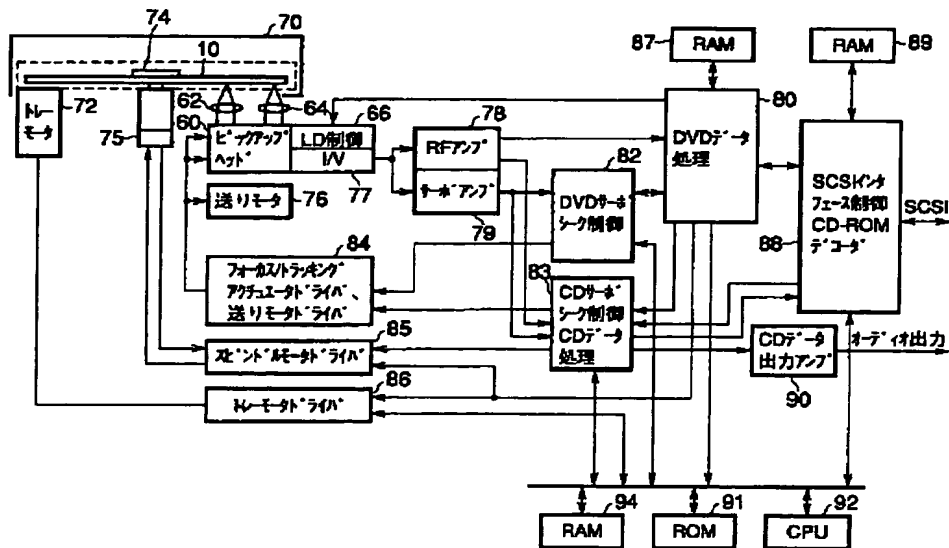 74
70
10
72
トレー
モータ
62
64
60
66
75
ピックアップ
ヘッド
LD制御
I/V
77
送りモータ
76
78
RFアンプ
サーボアンプ
79
87
RAM
RAM
89
80
DVDデータ
処理
82
DVDサーボ
シーク制御
SCSIインタ
フェース制御
CD-ROM
デコーダ
88
SCSI
84
フォーカス/トラッキング
アクチュエータドライバ、
送りモータドライバ
83
CDサーボ
シーク制御
CDデータ
処理
85
スピンドルモータドライバ
86
トレーモータドライバ
CDデータ
出力アンプ
90
オーディオ出力
94
RAM
91
ROM
92
CPU